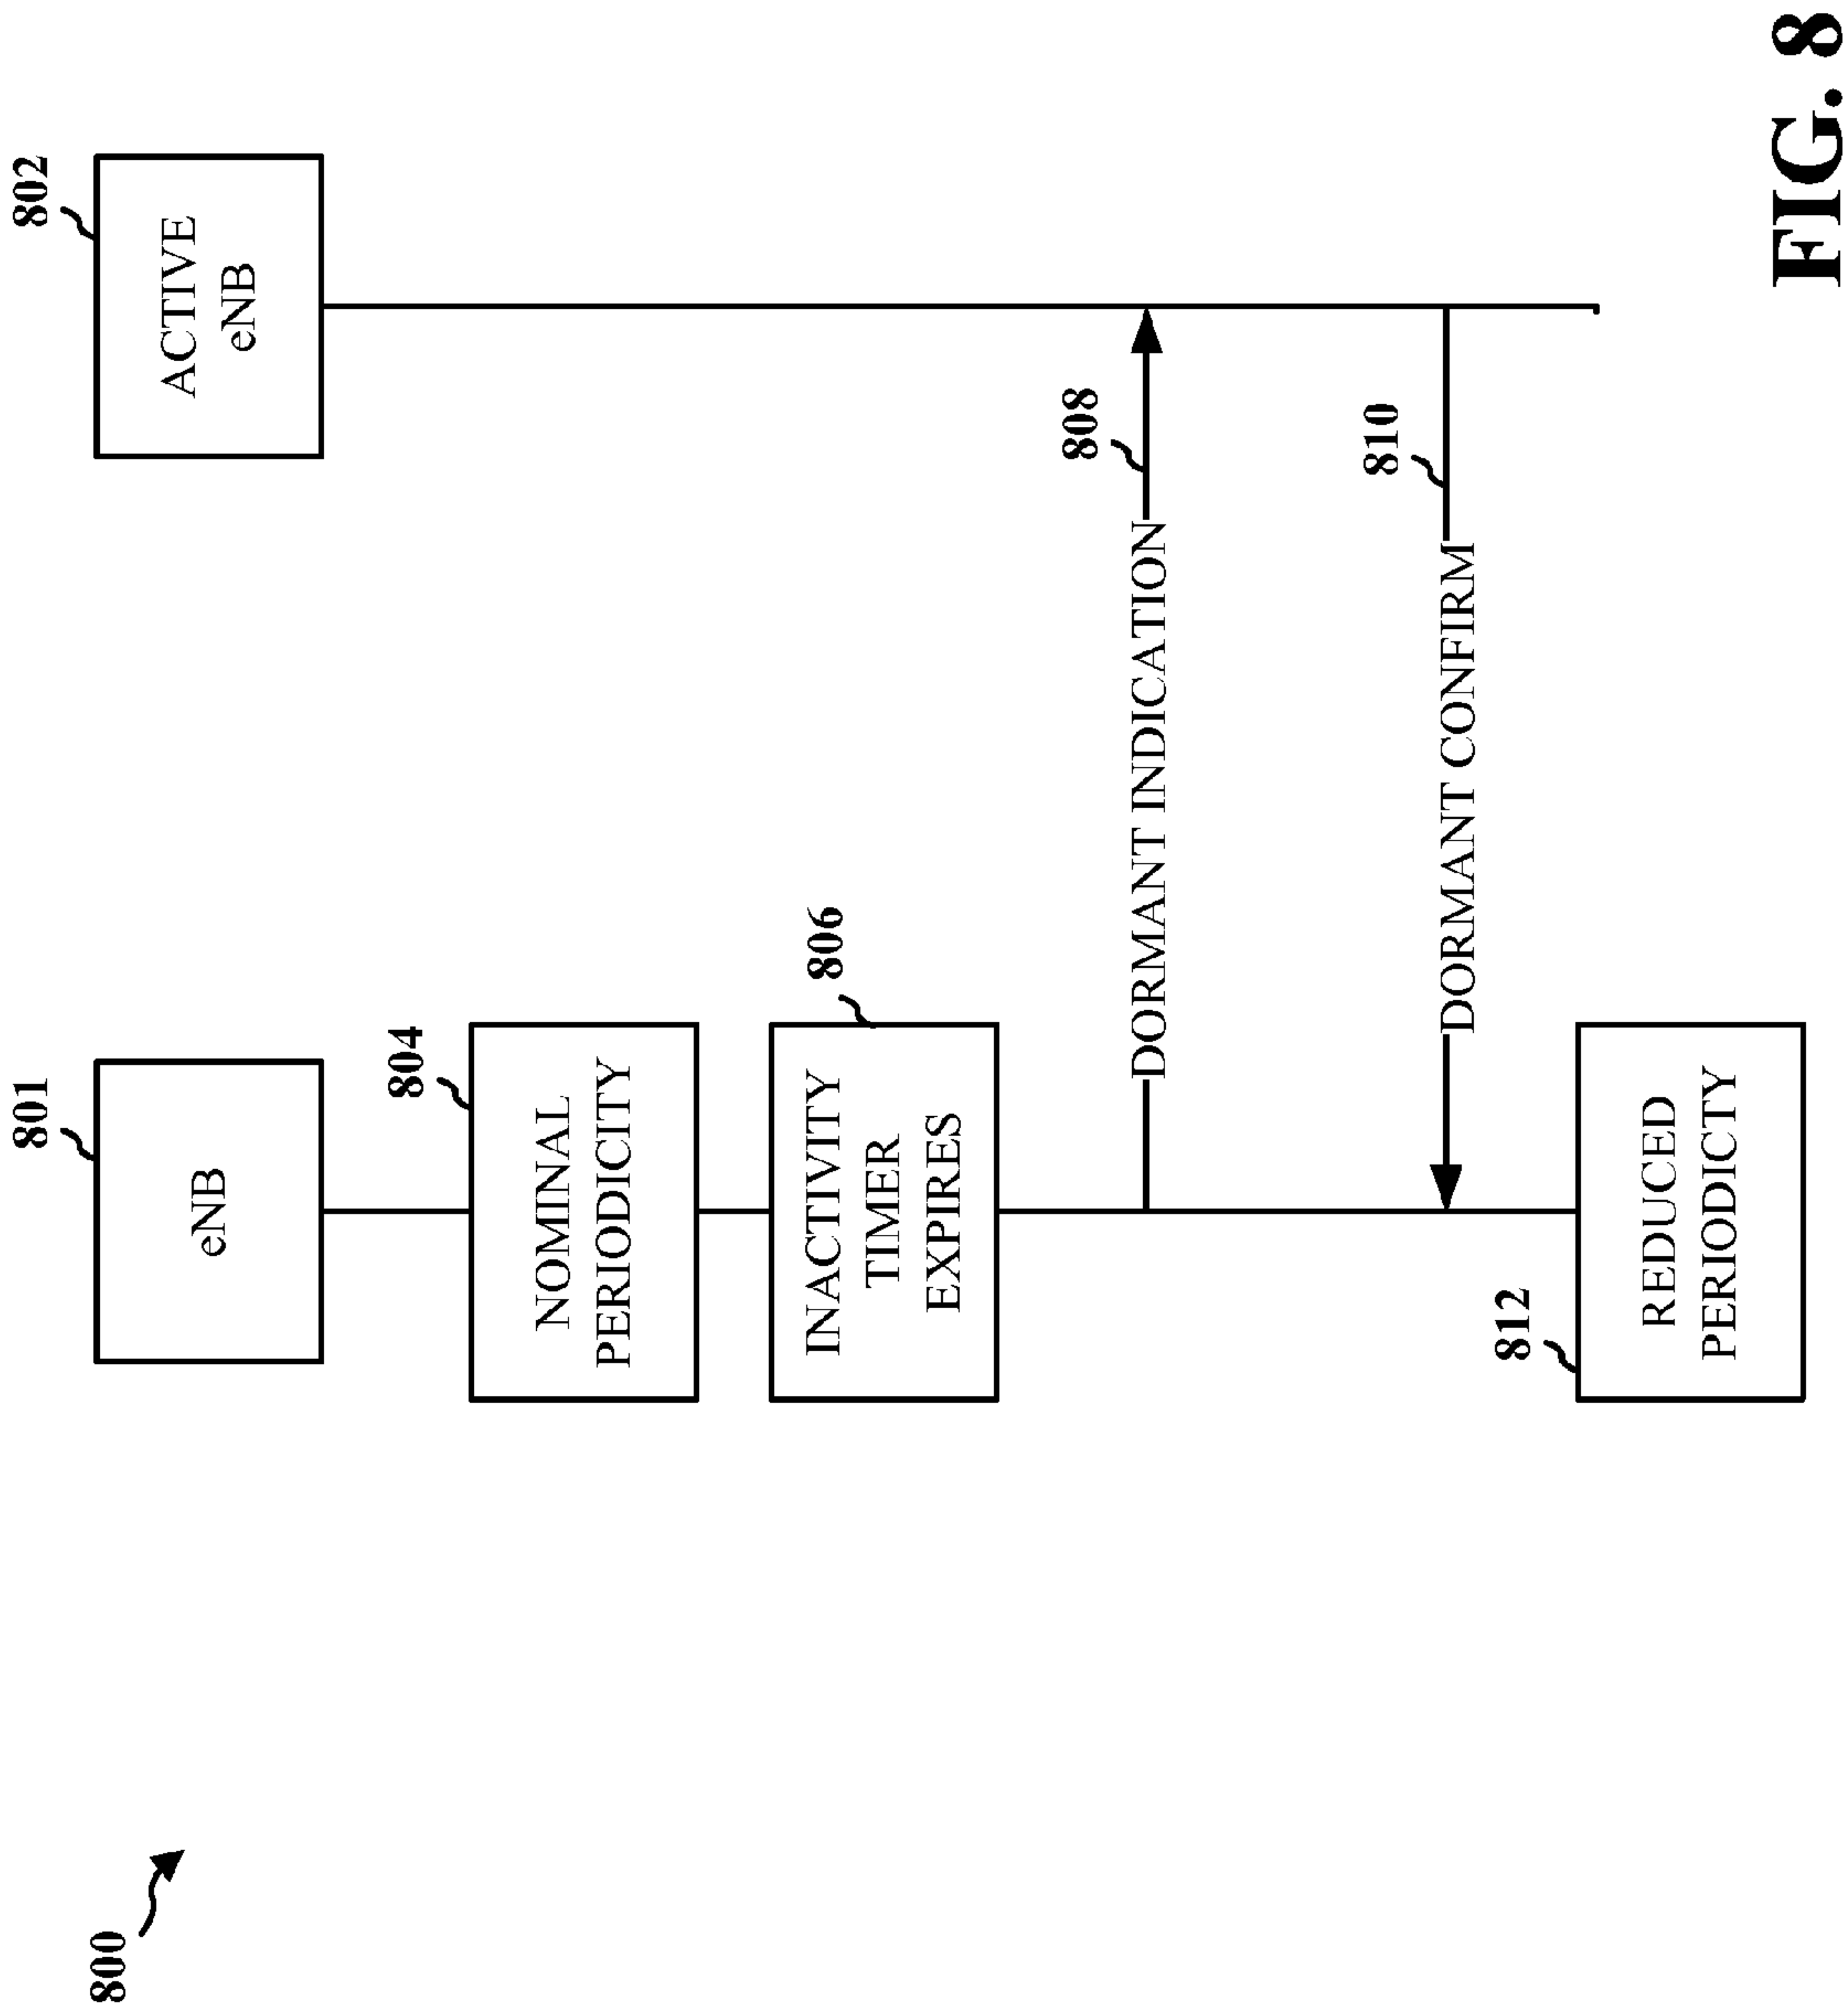 800
801
eNB
802
ACTIVE
eNB
804
NOMINAL
PERIODICITY
806
INACTIVITY
TIMER
EXPIRES
808
DORMANT INDICATION
810
DORMANT CONFIRM
812
REDUCED
PERIODICTY
FIG. 8